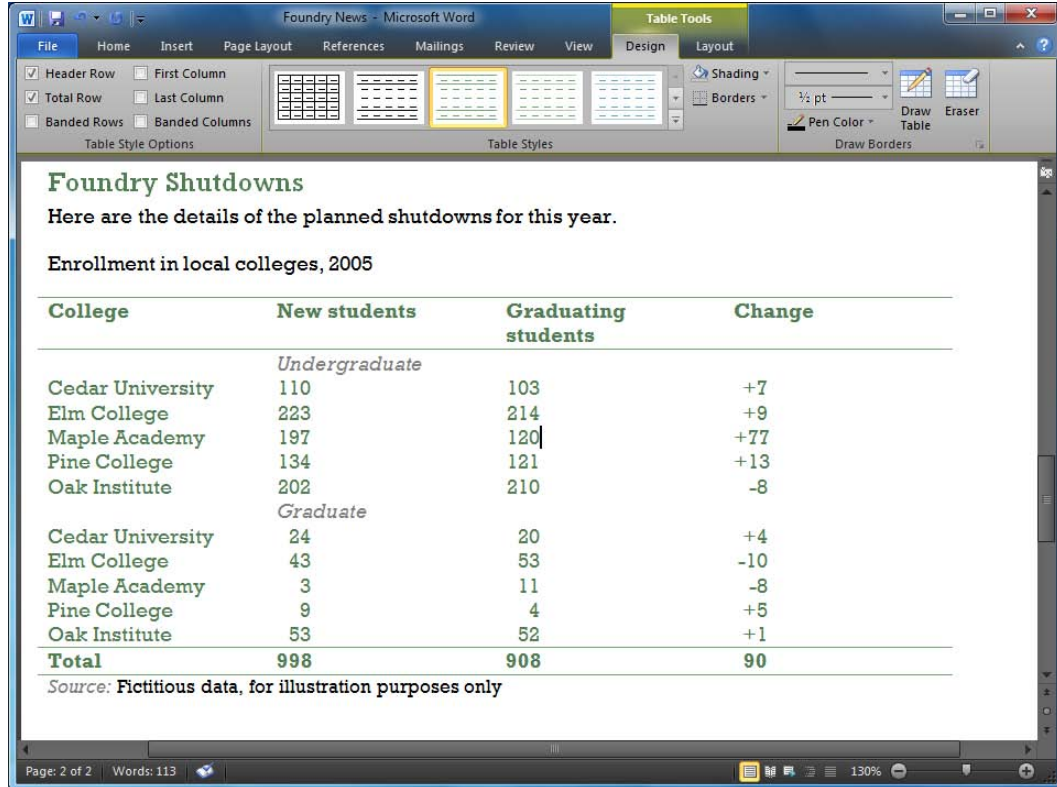 Foundry News - Microsoft Word
Table Tools
File Home Insert Page Layout References Mailings Review View Design Layout
Header Row First Column
Total Row Last Column
Banded Rows Banded Columns
Table Style Options
Table Styles
Shading
Borders
½ pt
Pen Color
Draw Table
Eraser
Draw Borders
Foundry Shutdowns
Here are the details of the planned shutdowns for this year.
Enrollment in local colleges, 2005
College New students Graduating students Change
Undergraduate
Cedar University 110 103 +7
Elm College 223 214 +9
Maple Academy 197 120 +77
Pine College 134 121 +13
Oak Institute 202 210 -8
Graduate
Cedar University 24 20 +4
Elm College 43 53 -10
Maple Academy 3 11 -8
Pine College 9 4 +5
Oak Institute 53 52 +1
Total 998 908 90
Source: Fictitious data, for illustration purposes only
Page: 2 of 2 Words: 113 130%